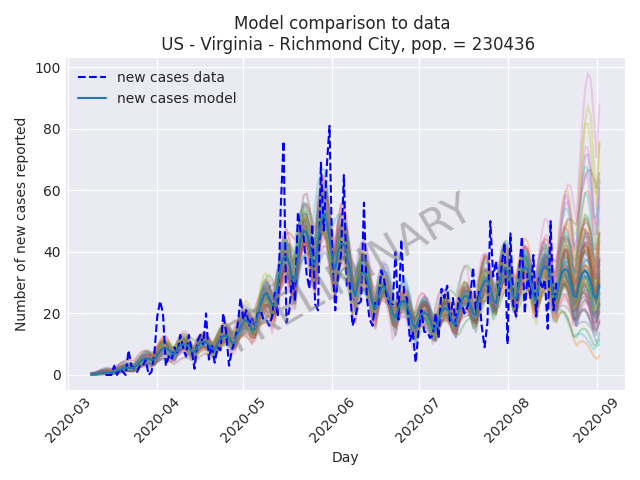 Model comparison to data
US - Virginia - Richmond City, pop. = 230436
100
80
60
40
20
0
Number of new cases reported
new cases data
new cases model
PRELIMINARY
2020-03
2020-04
2020-05
2020-06
2020-07
2020-08
2020-09
Day